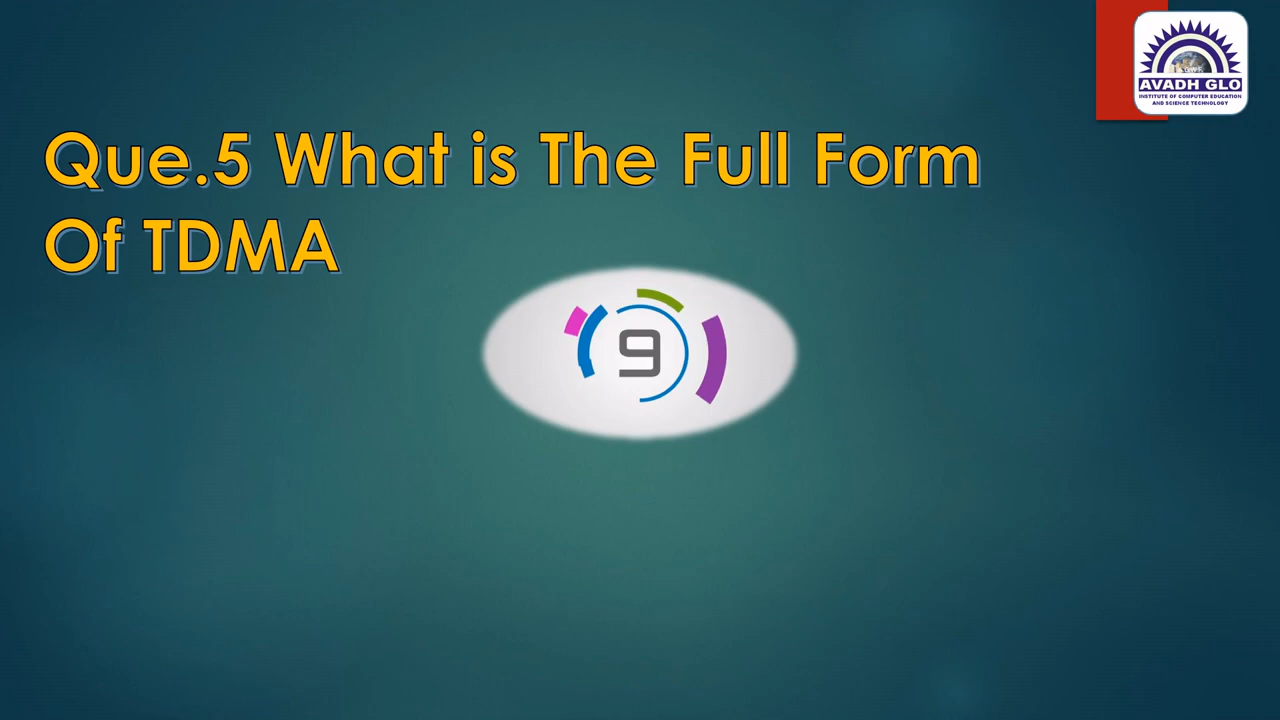 AVADH GLO
INSTITUTE OF COMPUTER EDUCATION
AND SCIENCE TECHNOLOGY
Que.5 What is The Full Form
Of TDMA
9